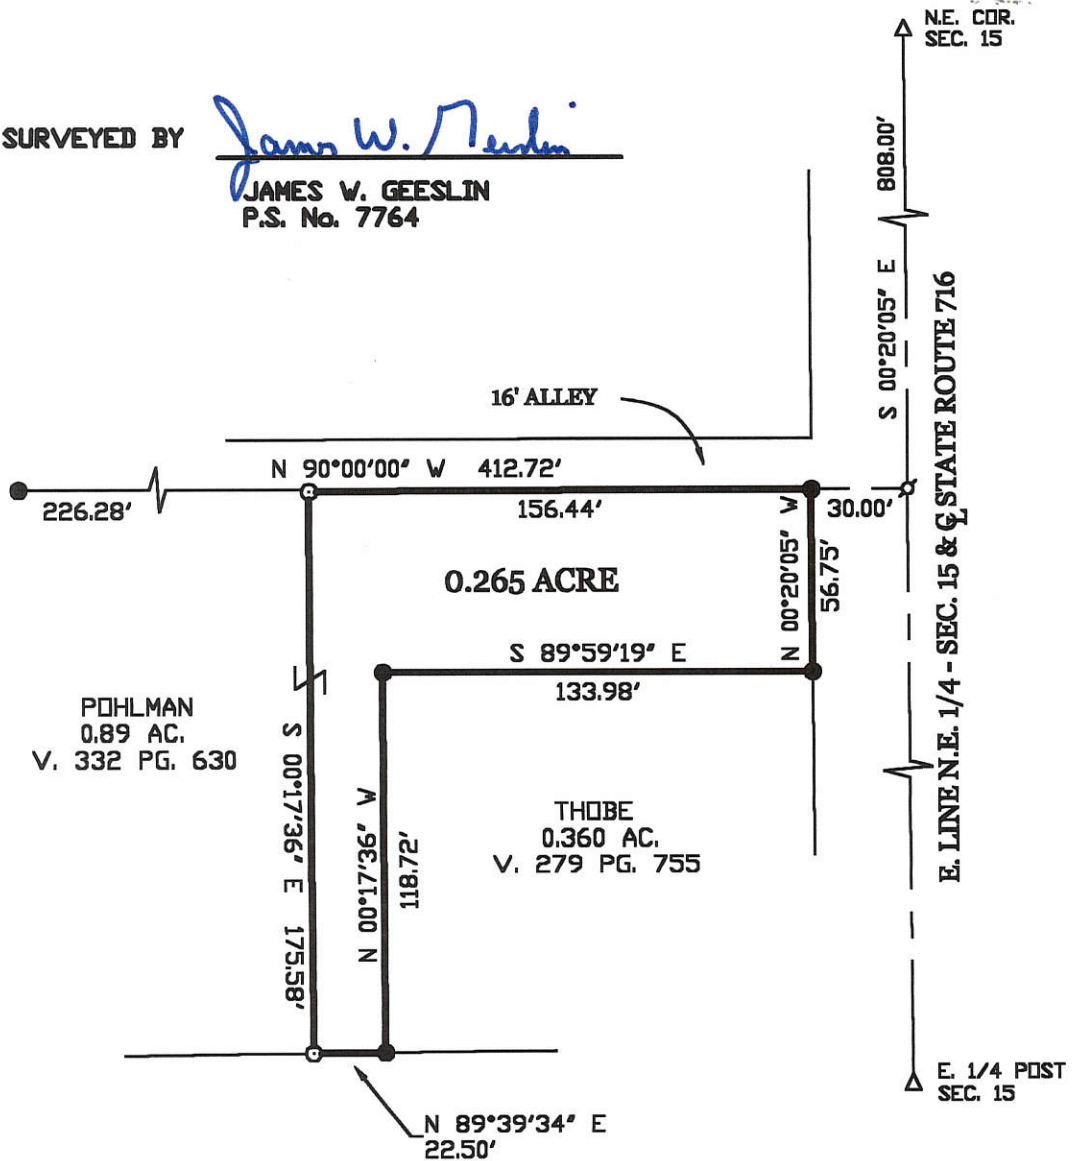 N.E. COR.
SEC. 15
SURVEYED BY
James W. Geeslin
JAMES W. GEESLIN
P.S. No. 7764
808.00'
S 00°20'05" E
16' ALLEY
N 90°00'00" W 412.72'
226.28'
156.44'
30.00'
0.265 ACRE
N 00°20'05" W
56.75'
S 89°59'19" E
133.98'
E. LINE N.E. 1/4 - SEC. 15 & ℄ STATE ROUTE 716
POHLMAN
0.89 AC.
V. 332 PG. 630
S 00°17'36" E 175.58'
N 00°17'36" W
118.72'
THOBE
0.360 AC.
V. 279 PG. 755
E. 1/4 POST
SEC. 15
N 89°39'34" E
22.50'